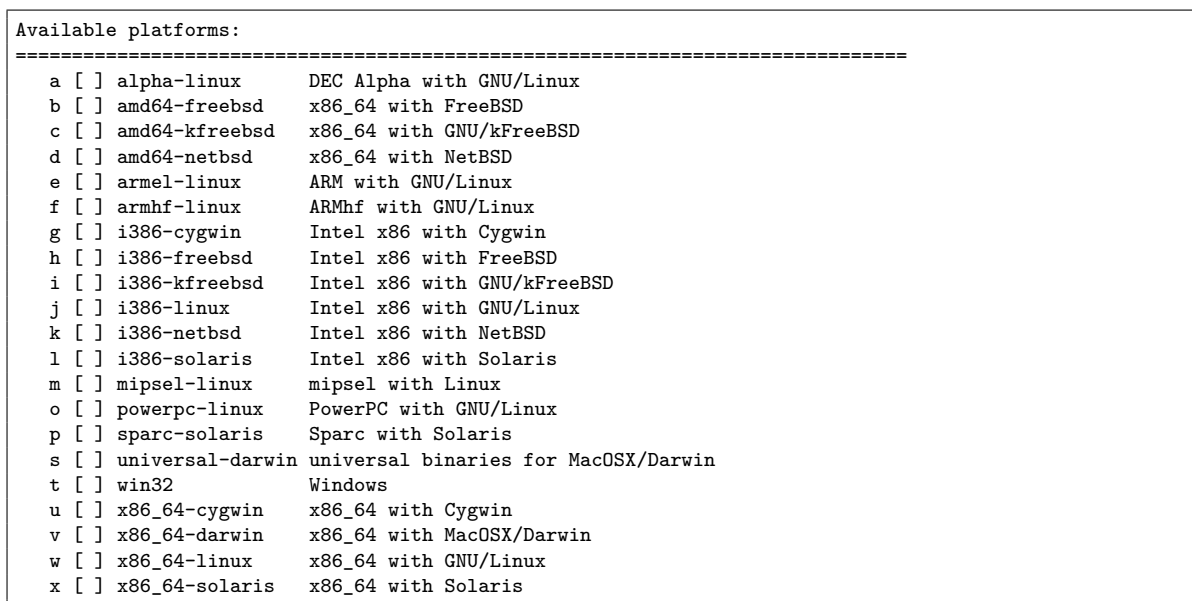 Available platforms:
===============================================================================
   a [ ] alpha-linux      DEC Alpha with GNU/Linux
   b [ ] amd64-freebsd    x86_64 with FreeBSD
   c [ ] amd64-kfreebsd   x86_64 with GNU/kFreeBSD
   d [ ] amd64-netbsd     x86_64 with NetBSD
   e [ ] armel-linux      ARM with GNU/Linux
   f [ ] armhf-linux      ARMhf with GNU/Linux
   g [ ] i386-cygwin      Intel x86 with Cygwin
   h [ ] i386-freebsd     Intel x86 with FreeBSD
   i [ ] i386-kfreebsd    Intel x86 with GNU/kFreeBSD
   j [ ] i386-linux       Intel x86 with GNU/Linux
   k [ ] i386-netbsd      Intel x86 with NetBSD
   l [ ] i386-solaris     Intel x86 with Solaris
   m [ ] mipsel-linux     mipsel with Linux
   o [ ] powerpc-linux    PowerPC with GNU/Linux
   p [ ] sparc-solaris    Sparc with Solaris
   s [ ] universal-darwin universal binaries for MacOSX/Darwin
   t [ ] win32            Windows
   u [ ] x86_64-cygwin    x86_64 with Cygwin
   v [ ] x86_64-darwin    x86_64 with MacOSX/Darwin
   w [ ] x86_64-linux     x86_64 with GNU/Linux
   x [ ] x86_64-solaris   x86_64 with Solaris